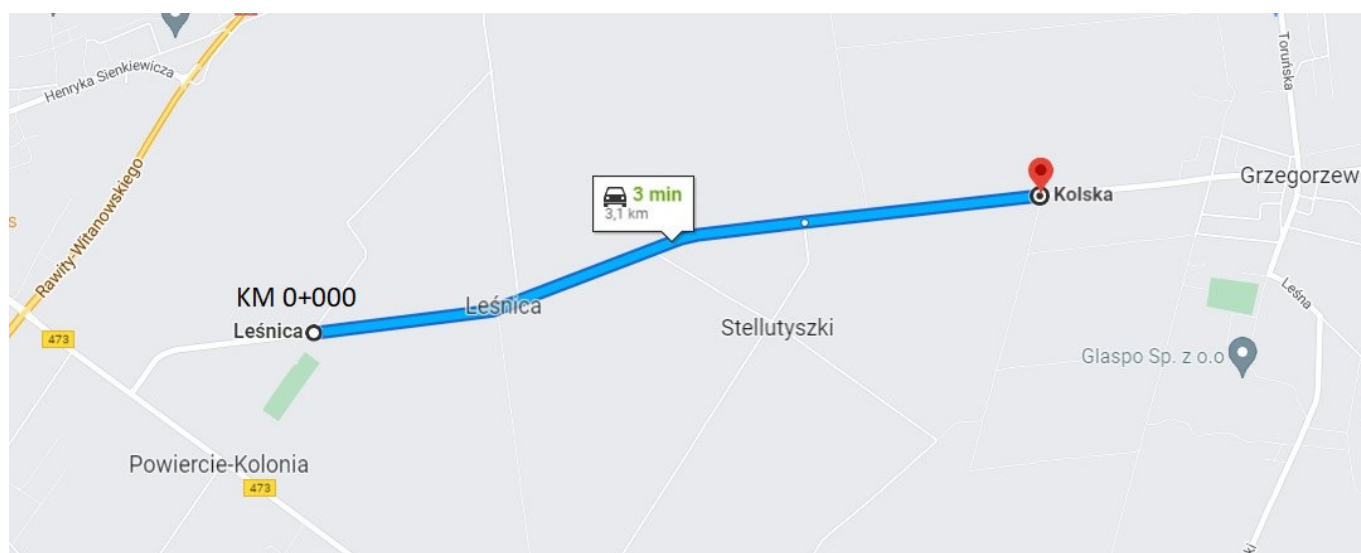 Henryka Sienkiewicza
Toruńska
Rawity-Witanowskiego
s
3 min
3,1 km
Kolska
Grzegorzew
KM 0+000
Leśnica
Leśnica
Leśna
473
Stellutyszki
Glaspo Sp. z o.o
Powiercie-Kolonia
473
ki